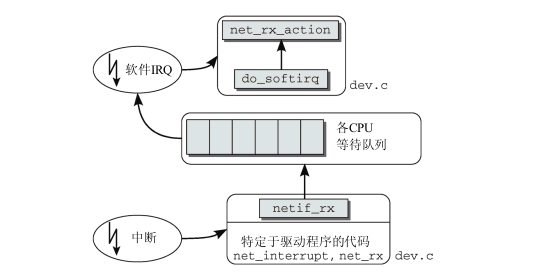 net_rx_action
软件IRQ
do_softirq
dev.c
各CPU
等待队列
netif_rx
中断
特定于驱动程序的代码
net_interrupt, net_rx
dev.c